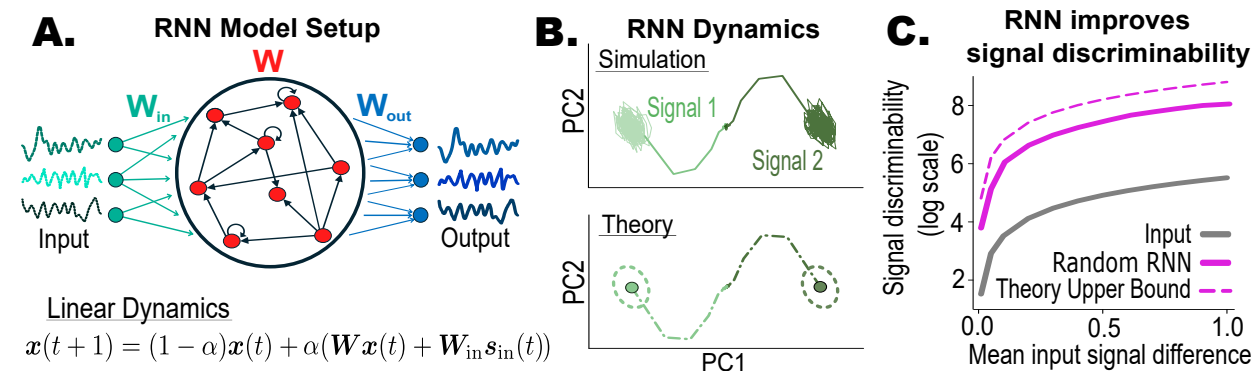 A.
RNN Model Setup
W
W_in
W_out
Input
Output
Linear Dynamics
x(t + 1) = (1 − α)x(t) + α(Wx(t) + W_in s_in(t))
B.
RNN Dynamics
Simulation
PC2
Signal 1
Signal 2
Theory
PC2
PC1
C.
RNN improves
signal discriminability
Signal discriminability
(log scale)
8
6
4
2
Input
Random RNN
Theory Upper Bound
0.0 0.5 1.0
Mean input signal difference